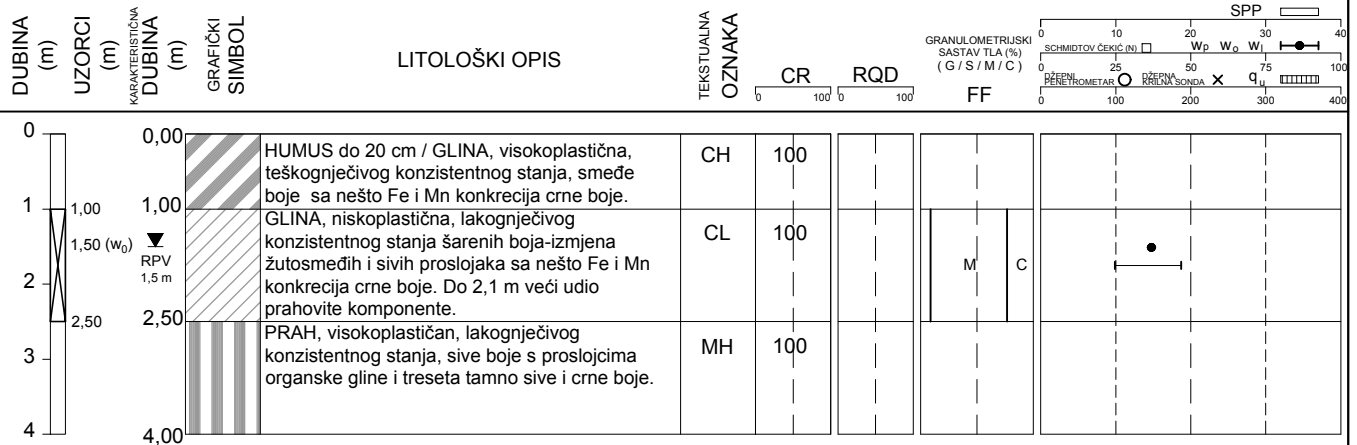 DUBINA (m)
UZORCI (m)
KARAKTERISTIČNA DUBINA (m)
GRAFIČKI SIMBOL
LITOLOŠKI OPIS
TEKSTUALNA OZNAKA
CR
0 100
RQD
0 100
GRANULOMETRIJSKI
SASTAV TLA (%)
( G / S / M / C )
FF
SPP
0 10 20 30 40
SCHMIDTOV ČEKIĆ (N) wP wo wl
0 25 50 75 100
DŽEPNI PENETROMETAR DŽEPNA KRILNA SONDA qu
0 100 200 300 400
0
1
2
3
4
1,00
1,50 (w0)
2,50
RPV
1,5 m
0,00
1,00
2,50
4,00
HUMUS do 20 cm / GLINA, visokoplastična,
teškognječivog konzistentnog stanja, smeđe
boje sa nešto Fe i Mn konkrecija crne boje.
CH 100
GLINA, niskoplastična, lakognječivog
konzistentnog stanja šarenih boja-izmjena
žutosmeđih i sivih proslojaka sa nešto Fe i Mn
konkrecija crne boje. Do 2,1 m veći udio
prahovite komponente.
CL 100
M C
PRAH, visokoplastičan, lakognječivog
konzistentnog stanja, sive boje s proslojcima
organske gline i treseta tamno sive i crne boje.
MH 100